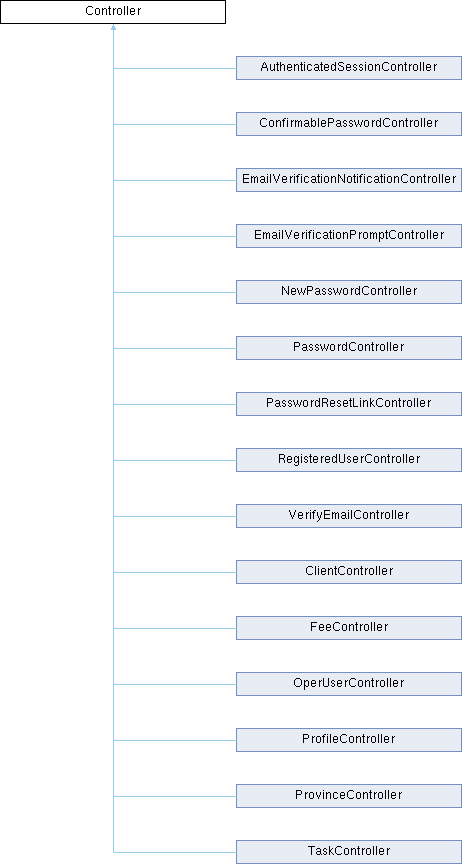 Controller
AuthenticatedSessionController
ConfirmablePasswordController
EmailVerificationNotificationController
EmailVerificationPromptController
NewPasswordController
PasswordController
PasswordResetLinkController
RegisteredUserController
VerifyEmailController
ClientController
FeeController
OperUserController
ProfileController
ProvinceController
TaskController